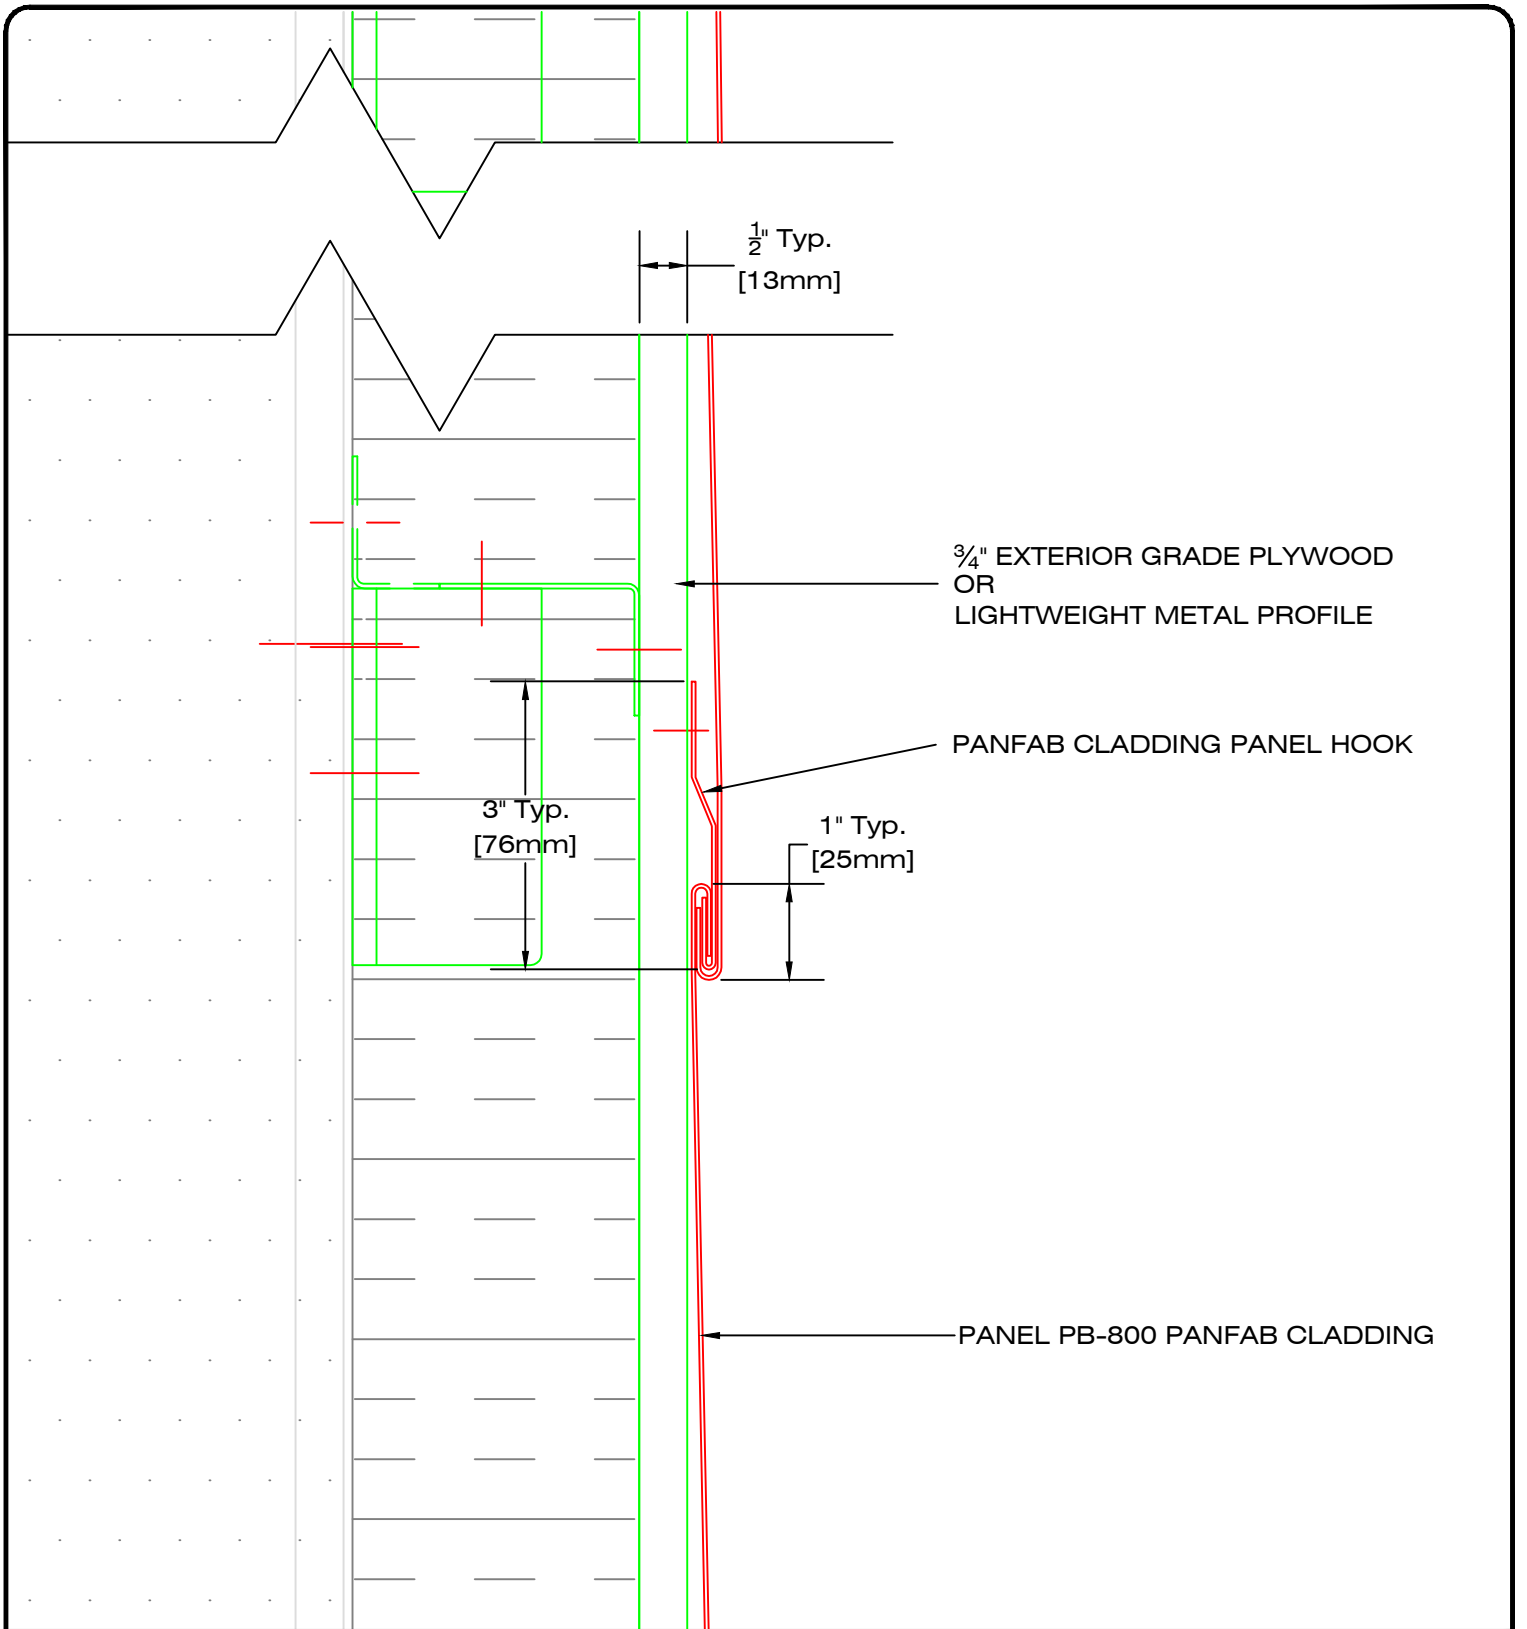 ½" Typ.
[13mm]
¾" EXTERIOR GRADE PLYWOOD
OR
LIGHTWEIGHT METAL PROFILE
PANFAB CLADDING PANEL HOOK
3" Typ.
[76mm]
1" Typ.
[25mm]
PANEL PB-800 PANFAB CLADDING